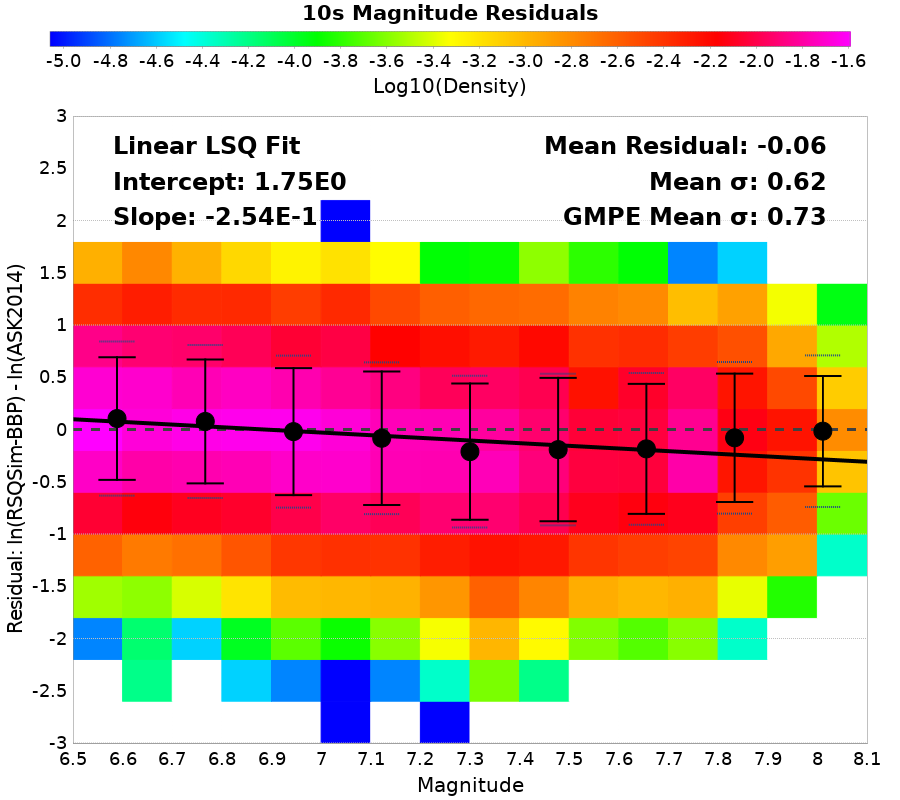 10s Magnitude Residuals
-5.0 -4.8 -4.6 -4.4 -4.2 -4.0 -3.8 -3.6 -3.4 -3.2 -3.0 -2.8 -2.6 -2.4 -2.2 -2.0 -1.8 -1.6
Log10(Density)
Linear LSQ Fit
Intercept: 1.75E0
Slope: -2.54E-1
Mean Residual: -0.06
Mean σ: 0.62
GMPE Mean σ: 0.73
3
2.5
2
1.5
1
0.5
0
-0.5
-1
-1.5
-2
-2.5
-3
Residual: ln(RSQSim-BBP) - ln(ASK2014)
6.5 6.6 6.7 6.8 6.9 7 7.1 7.2 7.3 7.4 7.5 7.6 7.7 7.8 7.9 8 8.1
Magnitude